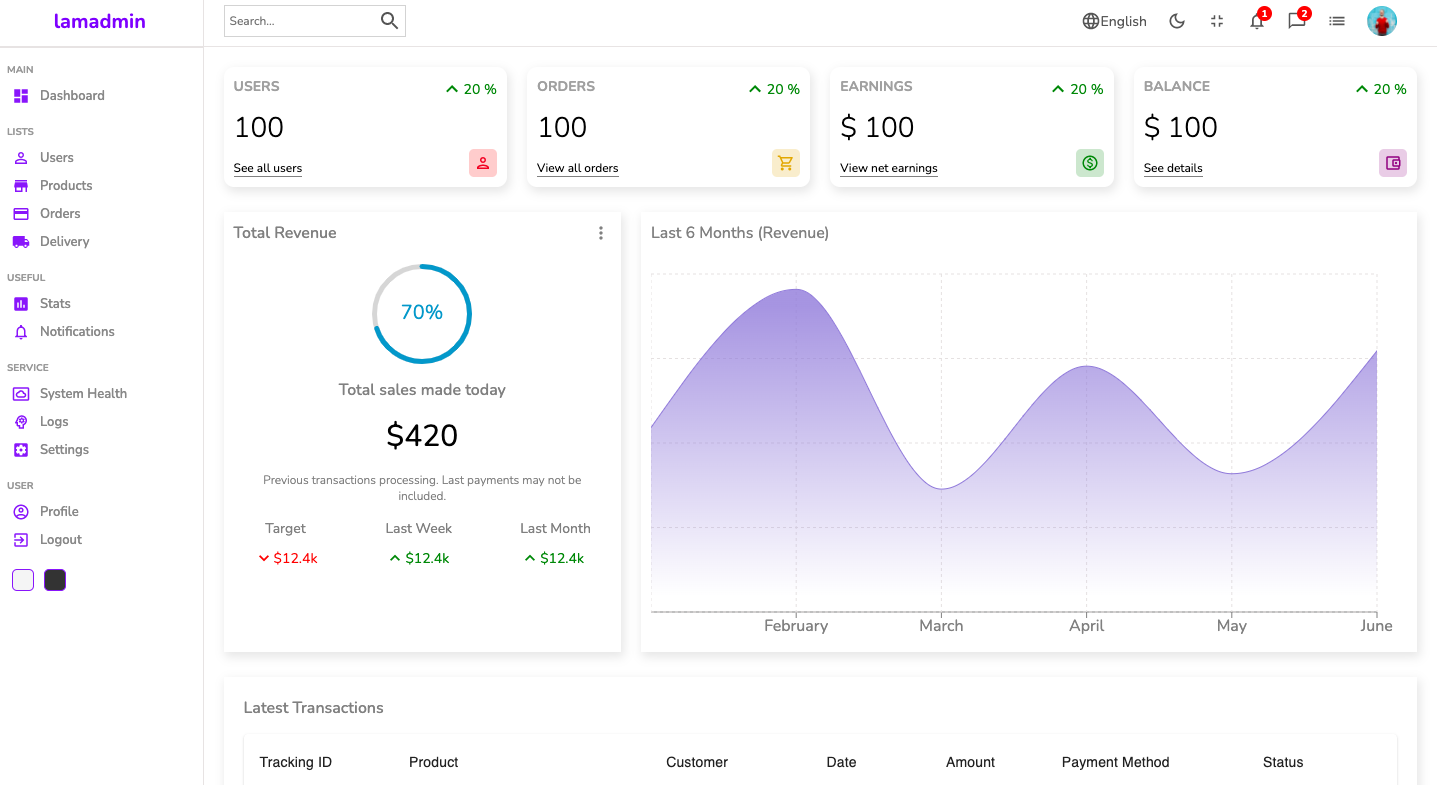 lamadmin
Search...
English
1
2
MAIN
Dashboard
LISTS
Users
Products
Orders
Delivery
USEFUL
Stats
Notifications
SERVICE
System Health
Logs
Settings
USER
Profile
Logout
USERS
20 %
100
See all users
ORDERS
20 %
100
View all orders
EARNINGS
20 %
$ 100
View net earnings
BALANCE
20 %
$ 100
See details
Total Revenue
70%
Total sales made today
$420
Previous transactions processing. Last payments may not be
included.
Target Last Week Last Month
$12.4k $12.4k $12.4k
Last 6 Months (Revenue)
February March April May June
Latest Transactions
Tracking ID Product Customer Date Amount Payment Method Status